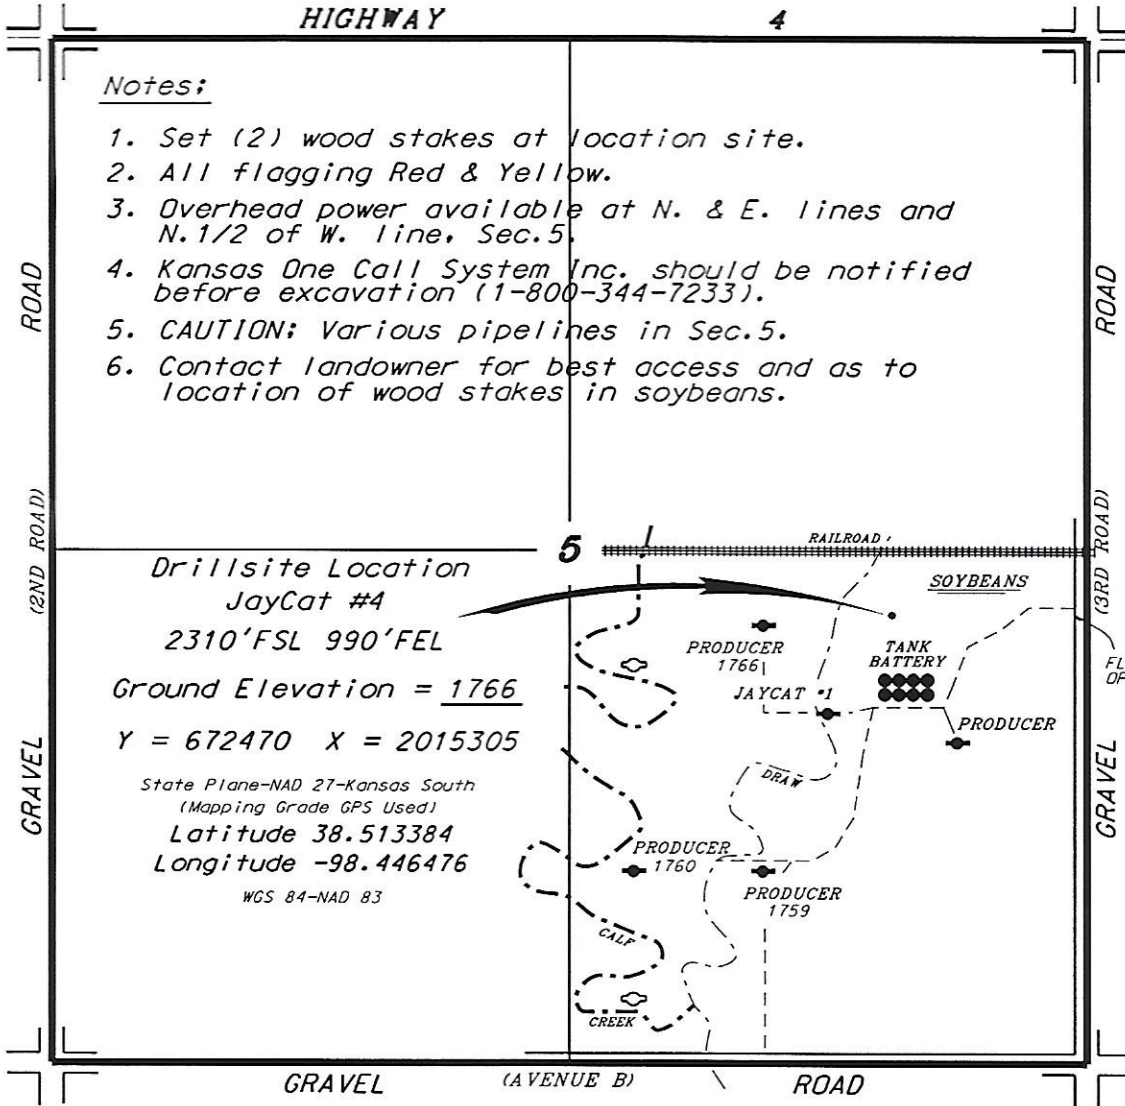 HIGHWAY 4
Notes:
1. Set (2) wood stakes at location site.
2. All flagging Red & Yellow.
3. Overhead power available at N. & E. lines and
N.1/2 of W. line, Sec.5.
4. Kansas One Call System Inc. should be notified
before excavation (1-800-344-7233).
5. CAUTION: Various pipelines in Sec.5.
6. Contact landowner for best access and as to
location of wood stakes in soybeans.
ROAD
ROAD
(2ND ROAD)
(3RD ROAD)
5
RAILROAD
SOYBEANS
Drillsite Location
JayCat #4
2310'FSL 990'FEL
Ground Elevation = 1766
Y = 672470 X = 2015305
State Plane-NAD 27-Kansas South
(Mapping Grade GPS Used)
Latitude 38.513384
Longitude -98.446476
WGS 84-NAD 83
PRODUCER
1766
TANK
BATTERY
JAYCAT #1
PRODUCER
DRAW
PRODUCER
1760
PRODUCER
1759
CALF
CREEK
FL
OF
GRAVEL
GRAVEL
GRAVEL (AVENUE B) ROAD